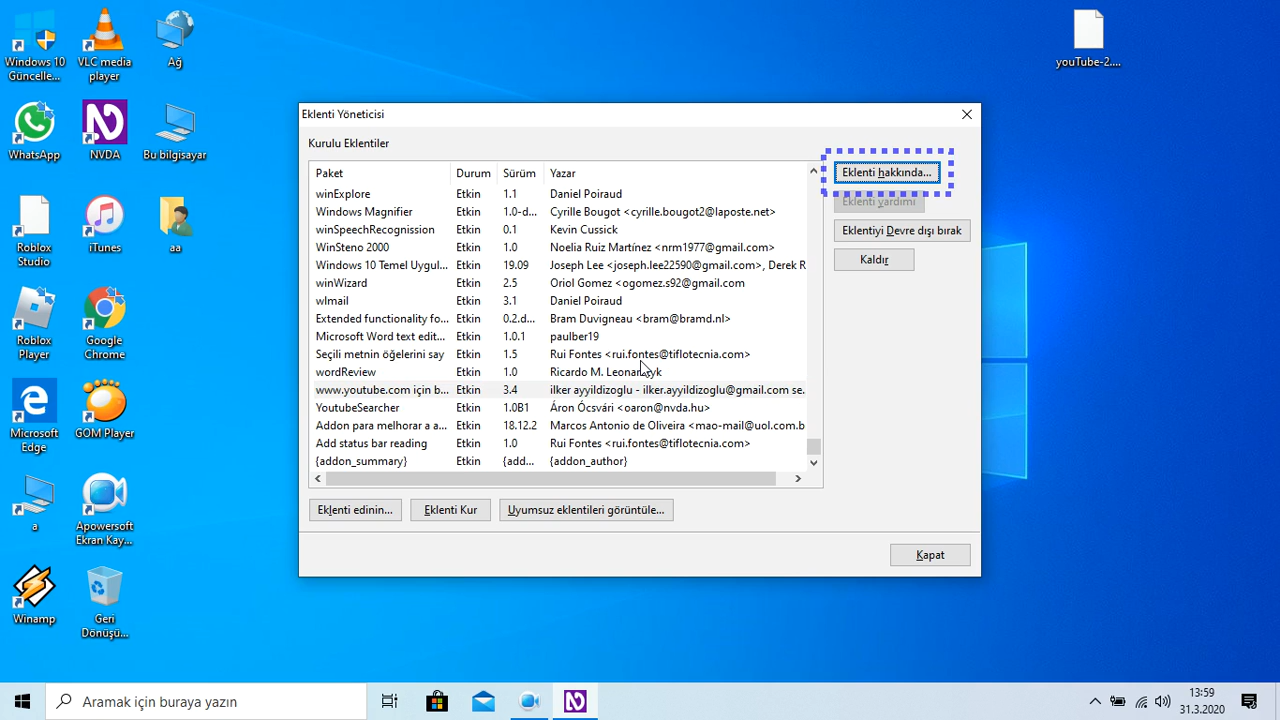 Windows 10
Güncelle...
VLC media
player
Ağ
youTube-2....
WhatsApp
NVDA
Bu bilgisayar
Roblox
Studio
iTunes
aa
Roblox
Player
Google
Chrome
Microsoft
Edge
GOM Player
a
Apowersoft
Ekran Kay...
Winamp
Geri
Dönüşü...
Eklenti Yöneticisi
Kurulu Eklentiler
Paket Durum Sürüm Yazar
winExplore Etkin 1.1 Daniel Poiraud
Windows Magnifier Etkin 1.0-d... Cyrille Bougot <cyrille.bougot2@laposte.net>
winSpeechRecognission Etkin 0.1 Kevin Cussick
WinSteno 2000 Etkin 1.0 Noelia Ruiz Martínez <nrm1977@gmail.com>
Windows 10 Temel Uygul... Etkin 19.09 Joseph Lee <joseph.lee22590@gmail.com>, Derek R
winWizard Etkin 2.5 Oriol Gomez <ogomez.s92@gmail.com
wlmail Etkin 3.1 Daniel Poiraud
Extended functionality fo... Etkin 0.2.d... Bram Duvigneau <bram@bramd.nl>
Microsoft Word text edit... Etkin 1.0.1 paulber19
Seçili metnin öğelerini say Etkin 1.5 Rui Fontes <rui.fontes@tiflotecnia.com>
wordReview Etkin 1.0 Ricardo M.
www.youtube.com için b... Etkin 3.4 ilker ayyildizoglu - ilker.ayyildizoglu@gmail.com se.
YoutubeSearcher Etkin 1.0B1 Áron Ócsvári <oaron@nvda.hu>
Addon para melhorar a a... Etkin 18.12.2 Marcos Antonio de Oliveira <mao-mail@uol.com.b
Add status bar reading Etkin 1.0 Rui Fontes <rui.fontes@tiflotecnia.com>
{addon_summary} Etkin {add... {addon_author}
Eklenti hakkında...
Eklenti yardımı
Eklentiyi Devre dışı bırak
Kaldır
Eklenti edinin...
Eklenti Kur
Uyumsuz eklentileri görüntüle...
Kapat
Aramak için buraya yazın
13:59
31.3.2020